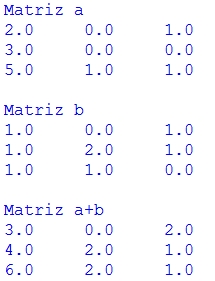 Matriz a
2.0 0.0 1.0
3.0 0.0 0.0
5.0 1.0 1.0
Matriz b
1.0 0.0 1.0
1.0 2.0 1.0
1.0 1.0 0.0
Matriz a+b
3.0 0.0 2.0
4.0 2.0 1.0
6.0 2.0 1.0